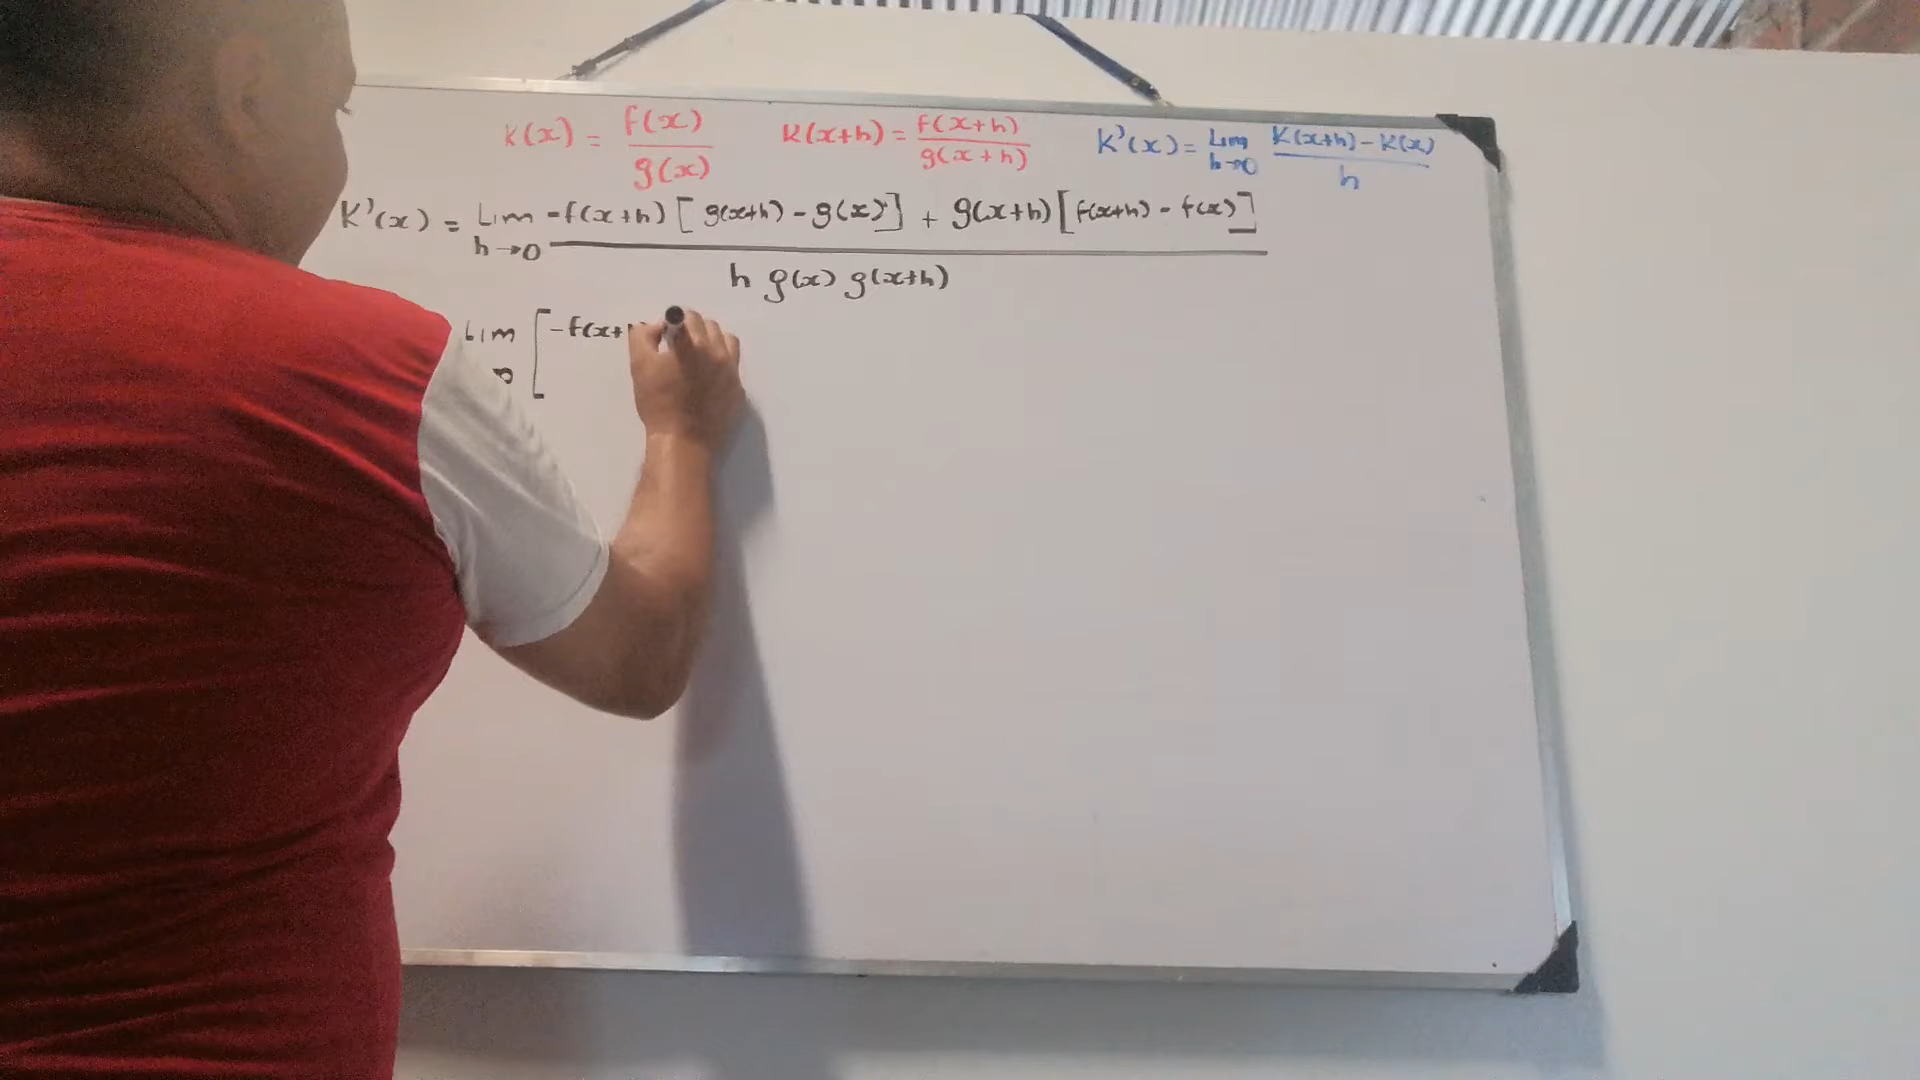 K(x) = f(x)/g(x) K(x+h) = f(x+h)/g(x+h) K'(x) = Lim h→0 K(x+h) - K(x)/h
K'(x) = Lim h→0 -f(x+h) [g(x+h) - g(x)] + g(x+h) [f(x+h) - f(x)]
h g(x) g(x+h)
Lim [ -f(x+